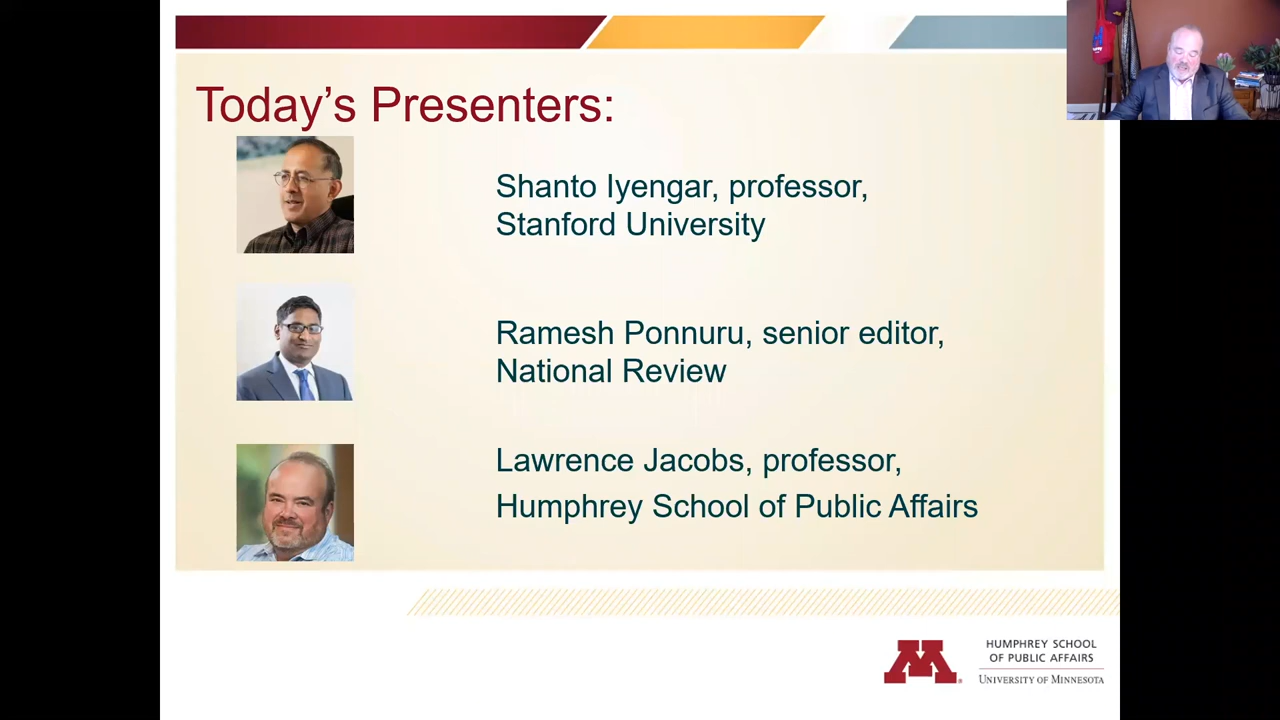 Today’s Presenters:
Shanto Iyengar, professor,
Stanford University
Ramesh Ponnuru, senior editor,
National Review
Lawrence Jacobs, professor,
Humphrey School of Public Affairs
M
HUMPHREY SCHOOL
OF PUBLIC AFFAIRS
UNIVERSITY OF MINNESOTA